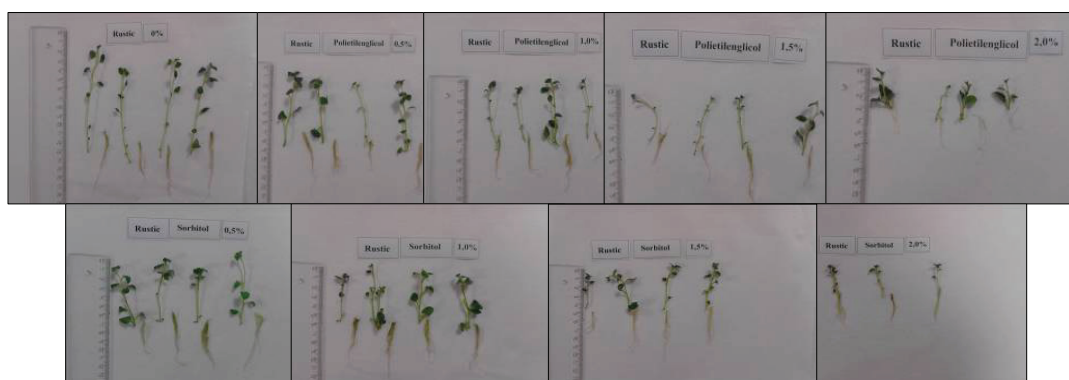 Rustic 0%
Rustic Polietilenglicol 0,5%
Rustic Polietilenglicol 1,0%
Rustic Polietilenglicol 1,5%
Rustic Polietilenglicol 2,0%
Rustic Sorbitol 0,5%
Rustic Sorbitol 1,0%
Rustic Sorbitol 1,5%
Rustic Sorbitol 2,0%